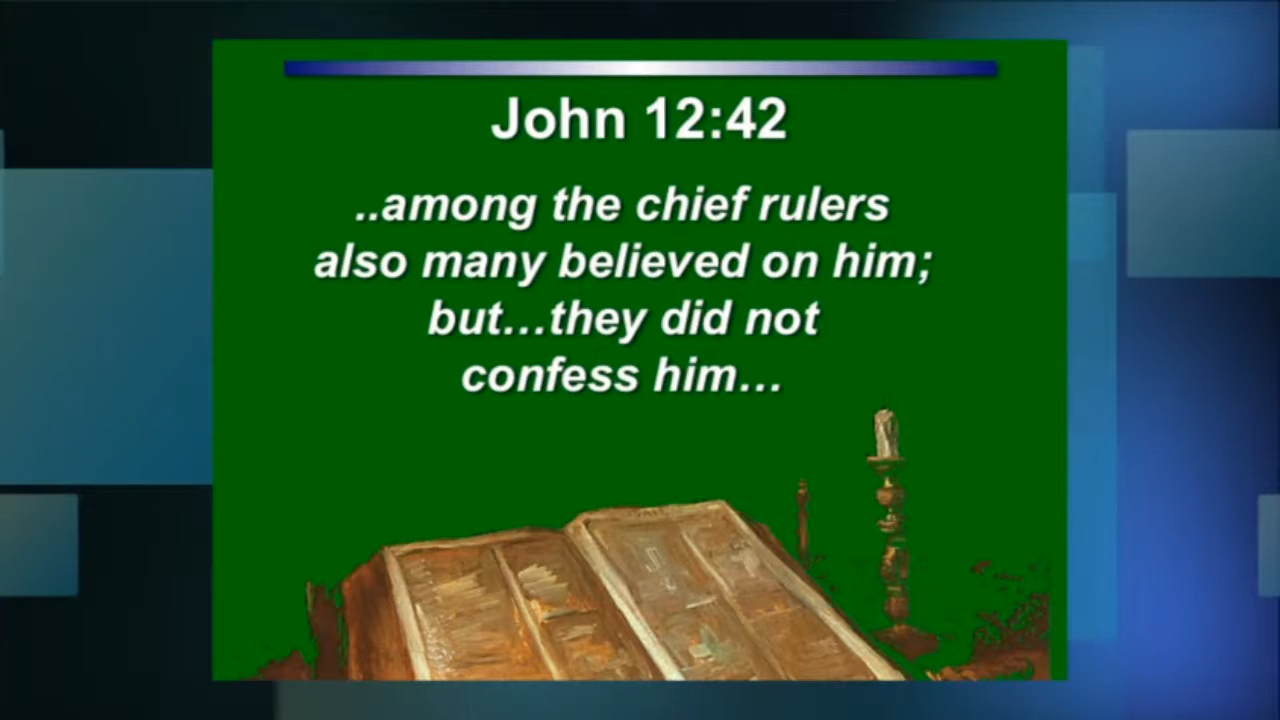 John 12:42
..among the chief rulers
also many believed on him;
but...they did not
confess him...